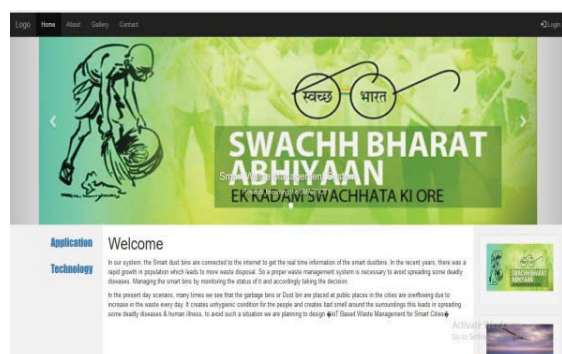 Logo Home About Gallery Contact Login
स्वच्छ भारत
SWACHH BHARAT
ABHIYAAN
Smart Waste Management System
EK KADAM SWACHHATA KI ORE
Application
Technology
Welcome
In our system, the Smart dust bins are connected to the internet to get the real time information of the smart dustbins. In the recent years, there was a
rapid growth in population which leads to more waste disposal. So a proper waste management system is necessary to avoid spreading some deadly
diseases. Managing the smart bins by monitoring the status of it and accordingly taking the decision.
In the present day scenario, many times we see that the garbage bins or Dust bin are placed at public places in the cities are overflowing due to
increase in the waste every day. It creates unhygienic condition for the people and creates bad smell around the surroundings this leads in spreading
some deadly diseases & human illness, to avoid such a situation we are planning to design �IoT Based Waste Management for Smart Cities�
SWACHH BHARAT
ABHIYAAN
Activate
Go to